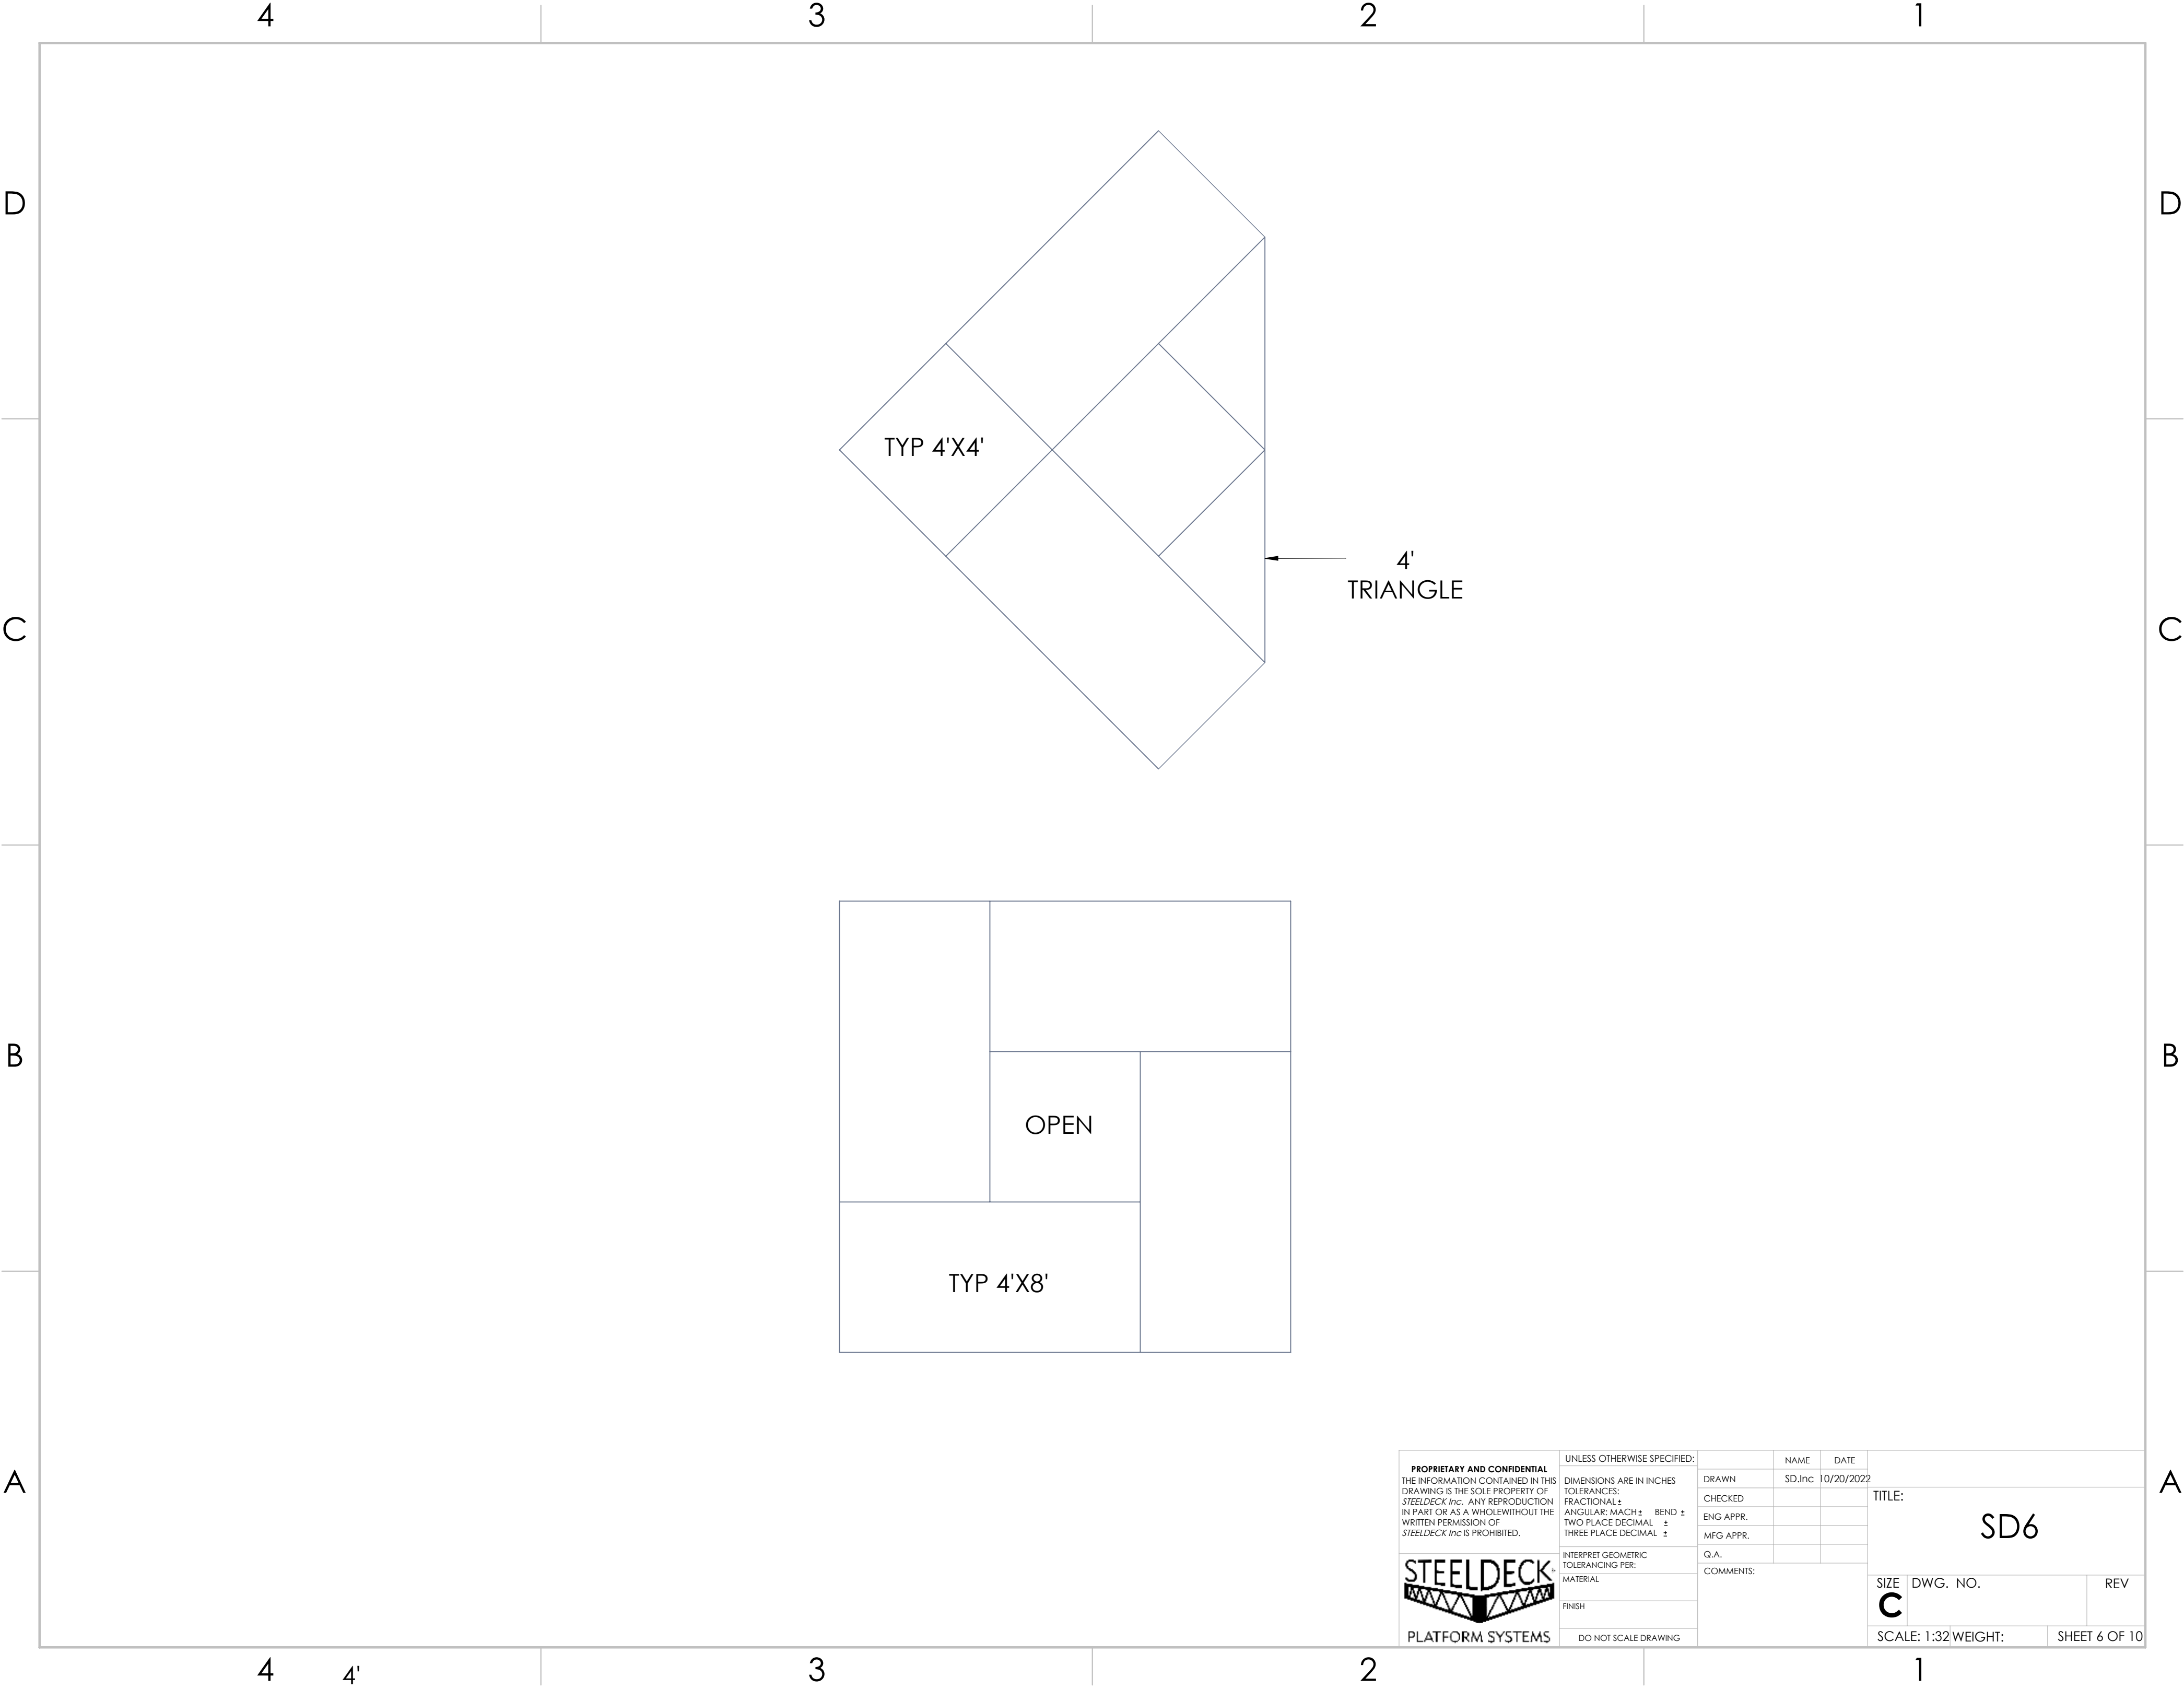 4 3 2 1
D D
TYP 4'X4'
4'
TRIANGLE
C C
B B
OPEN
TYP 4'X8'
A A
PROPRIETARY AND CONFIDENTIAL
THE INFORMATION CONTAINED IN THIS
DRAWING IS THE SOLE PROPERTY OF
STEELDECK Inc. ANY REPRODUCTION
IN PART OR AS A WHOLEWITHOUT THE
WRITTEN PERMISSION OF
STEELDECK Inc IS PROHIBITED.
STEELDECK
PLATFORM SYSTEMS
UNLESS OTHERWISE SPECIFIED:
DIMENSIONS ARE IN INCHES
TOLERANCES:
FRACTIONAL ±
ANGULAR: MACH ± BEND ±
TWO PLACE DECIMAL ±
THREE PLACE DECIMAL ±
INTERPRET GEOMETRIC
TOLERANCING PER:
MATERIAL
FINISH
DO NOT SCALE DRAWING
NAME DATE
DRAWN SD.Inc 10/20/2022
CHECKED
ENG APPR.
MFG APPR.
Q.A.
COMMENTS:
TITLE:
SD6
SIZE DWG. NO. REV
C
SCALE: 1:32 WEIGHT: SHEET 6 OF 10
4 4' 3 2 1